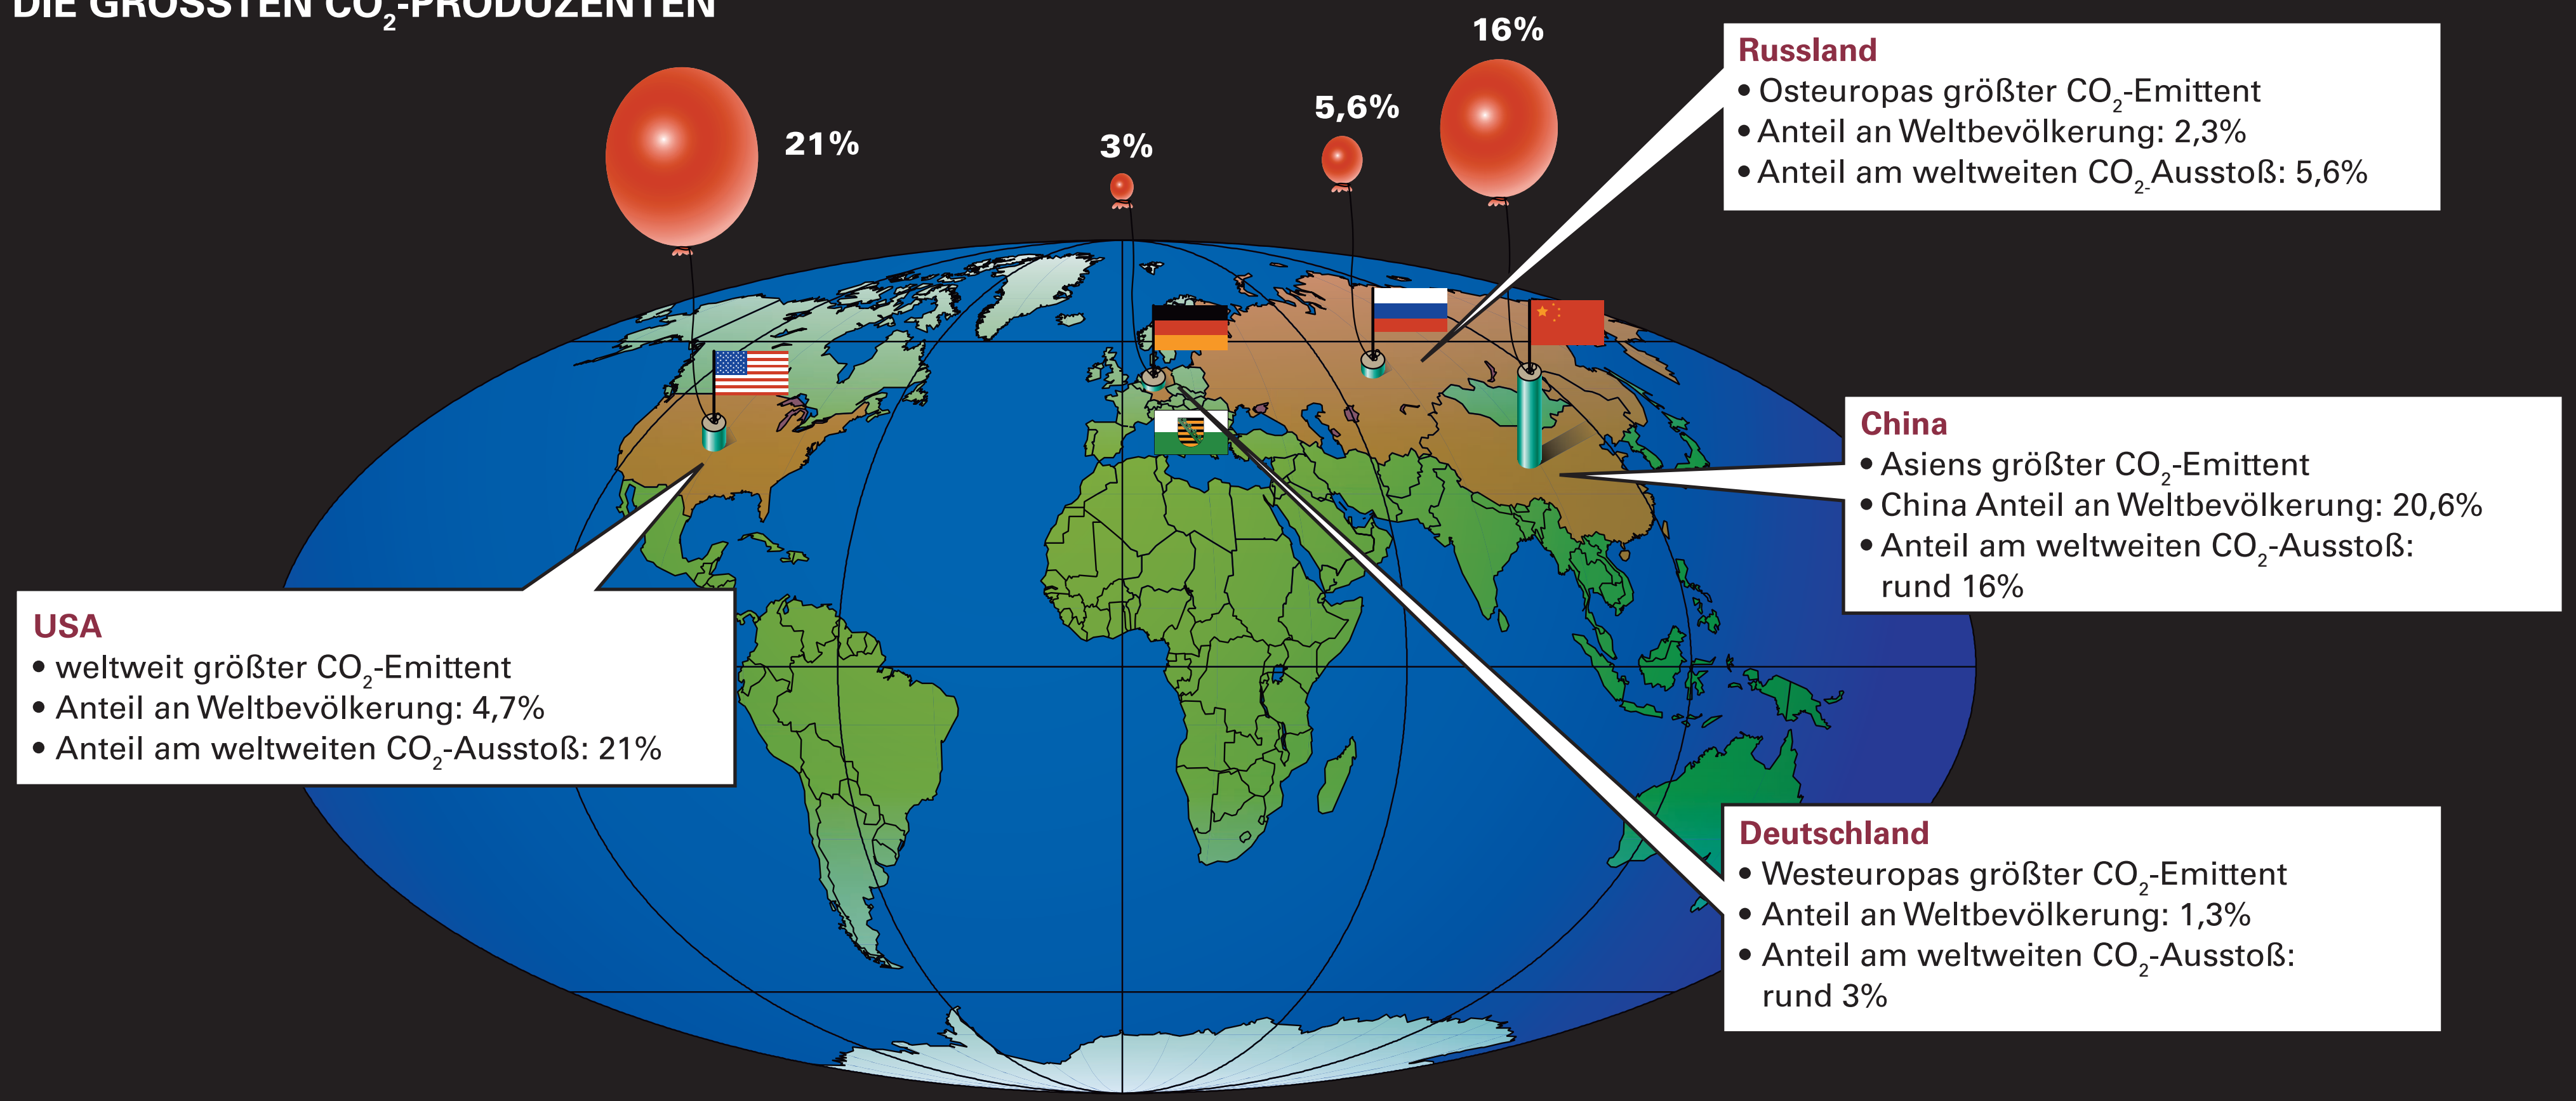 DIE GRÖSSTEN CO₂-PRODUZENTEN
16%
5,6%
21%
3%
Russland
• Osteuropas größter CO₂-Emittent
• Anteil an Weltbevölkerung: 2,3%
• Anteil am weltweiten CO₂-Ausstoß: 5,6%
China
• Asiens größter CO₂-Emittent
• China Anteil an Weltbevölkerung: 20,6%
• Anteil am weltweiten CO₂-Ausstoß:
rund 16%
USA
• weltweit größter CO₂-Emittent
• Anteil an Weltbevölkerung: 4,7%
• Anteil am weltweiten CO₂-Ausstoß: 21%
Deutschland
• Westeuropas größter CO₂-Emittent
• Anteil an Weltbevölkerung: 1,3%
• Anteil am weltweiten CO₂-Ausstoß:
rund 3%